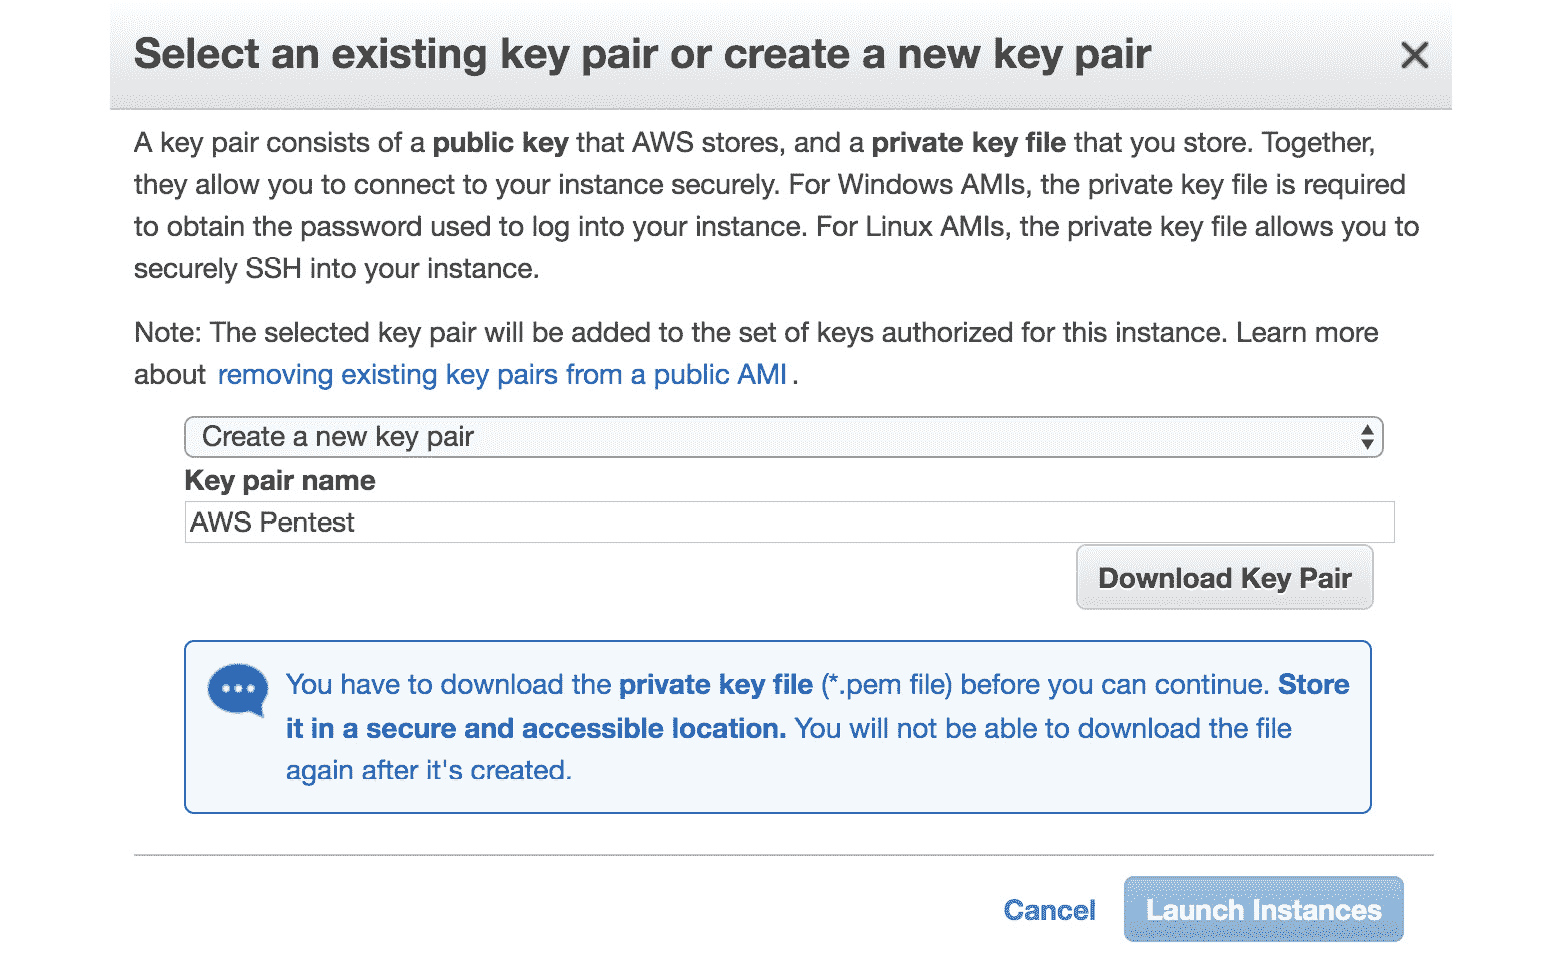 Select an existing key pair or create a new key pair
A key pair consists of a public key that AWS stores, and a private key file that you store. Together,
they allow you to connect to your instance securely. For Windows AMIs, the private key file is required
to obtain the password used to log into your instance. For Linux AMIs, the private key file allows you to
securely SSH into your instance.
Note: The selected key pair will be added to the set of keys authorized for this instance. Learn more
about removing existing key pairs from a public AMI .
Create a new key pair
Key pair name
AWS Pentest
Download Key Pair
You have to download the private key file (*.pem file) before you can continue. Store
it in a secure and accessible location. You will not be able to download the file
again after it's created.
Cancel
Launch Instances